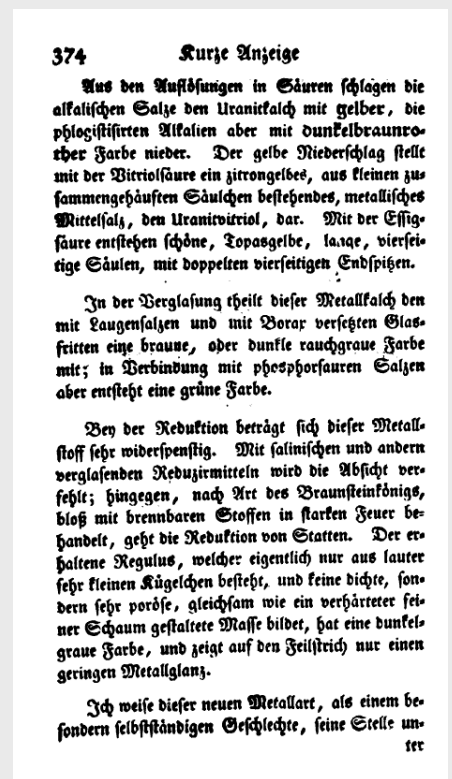 374 Kurze Anzeige
Aus den Auflösungen in Säuren schlagen die
alkalischen Salze den Uranitkalch mit gelber, die
phlogistisirten Alkalien aber mit dunkelbraunro-
ther Farbe nieder. Der gelbe Niederschlag stellt
mit der Vitriolsäure ein zitrongelbes, aus kleinen zu-
sammengehäuften Säulchen bestehendes, metallisches
Mittelsalz, den Uranitvitriol, dar. Mit der Essig-
säure entstehen schöne, Topasgelbe, lange, viersei-
tige Säulen, mit doppelten vierseitigen Endspitzen.
In der Verglasung theilt dieser Metallkalch den
mit Laugensalzen und mit Borax versetzten Glas-
fritten eine braune, oder dunkle rauchgraue Farbe
mit; in Verbindung mit phosphorsauren Salzen
aber entsteht eine grüne Farbe.
Bey der Reduktion beträgt sich dieser Metall-
stoff sehr widerspenstig. Mit salinischen und andern
verglasenden Reduzirmitteln wird die Absicht ver-
fehlt; hingegen, nach Art des Braunsteinkönigs,
bloß mit brennbaren Stoffen in starken Feuer be-
handelt, geht die Reduktion von Statten. Der er-
haltene Regulus, welcher eigentlich nur aus lauter
sehr kleinen Kügelchen besteht, und keine dichte, son-
dern sehr poröse, gleichsam wie ein verhärteter fei-
ner Schaum gestaltete Masse bildet, hat eine dunkel-
graue Farbe, und zeigt auf den Feilstrich nur einen
geringen Metallglanz.
Ich weise dieser neuen Metallart, als einem be-
sondern selbstständigen Geschlechte, seine Stelle un-
ter